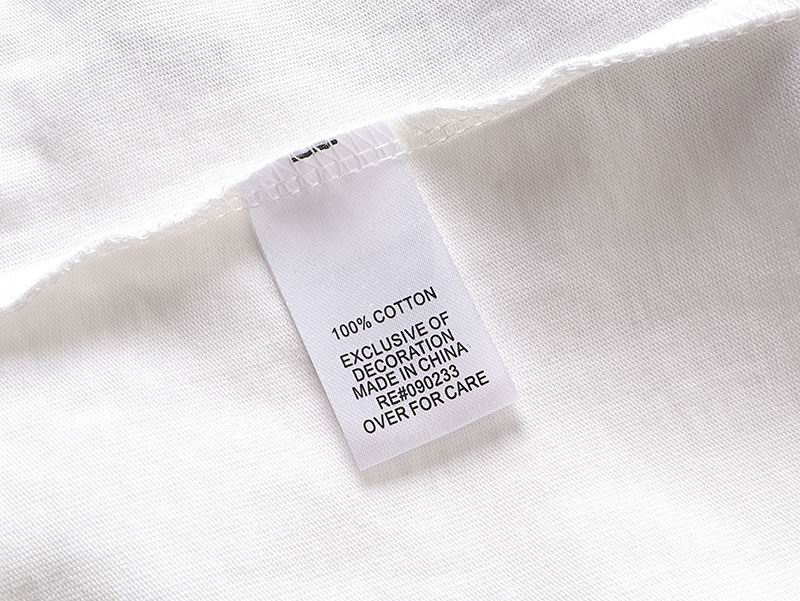 100% COTTON
EXCLUSIVE OF
DECORATION
MADE IN CHINA
RE#090233
OVER FOR CARE